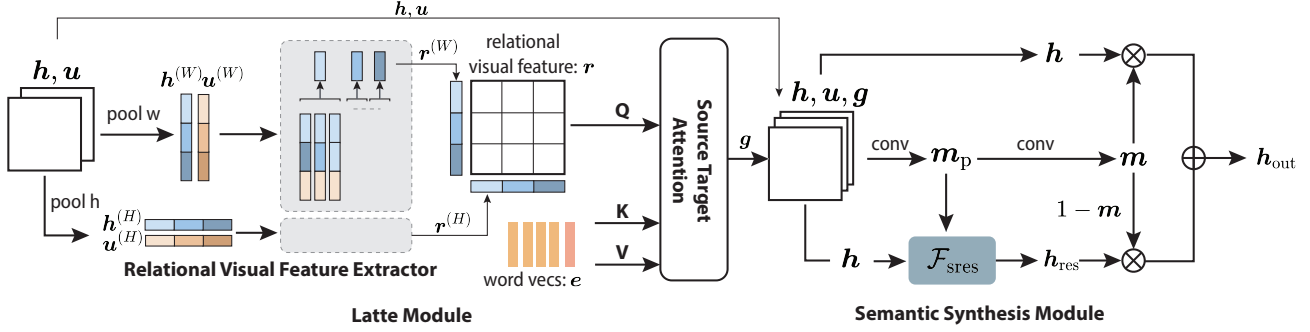 h, u
h, u
pool w
h^(W) u^(W)
r^(W)
relational
visual feature: r
pool h
h^(H)
u^(H)
r^(H)
Relational Visual Feature Extractor
word vecs: e
Q
K
V
Source Target
Attention
g
Latte Module
h, u, g
h
conv
m_p
conv
m
1 − m
h
F_sres
h_res
h_out
Semantic Synthesis Module